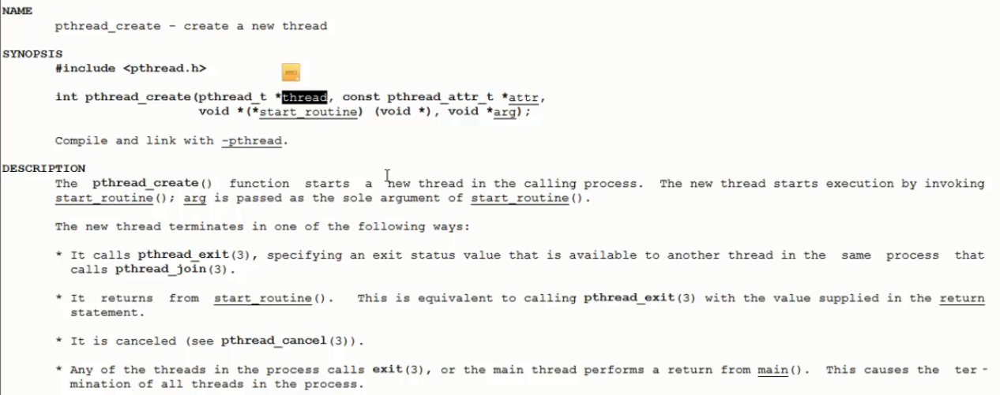 NAME
pthread_create - create a new thread
SYNOPSIS
#include <pthread.h>
int pthread_create(pthread_t *thread, const pthread_attr_t *attr,
void *(*start_routine) (void *), void *arg);
Compile and link with -pthread.
DESCRIPTION
The pthread_create() function starts a new thread in the calling process. The new thread starts execution by invoking
start_routine(); arg is passed as the sole argument of start_routine().
The new thread terminates in one of the following ways:
* It calls pthread_exit(3), specifying an exit status value that is available to another thread in the same process that
calls pthread_join(3).
* It returns from start_routine(). This is equivalent to calling pthread_exit(3) with the value supplied in the return
statement.
* It is canceled (see pthread_cancel(3)).
* Any of the threads in the process calls exit(3), or the main thread performs a return from main(). This causes the ter-
mination of all threads in the process.